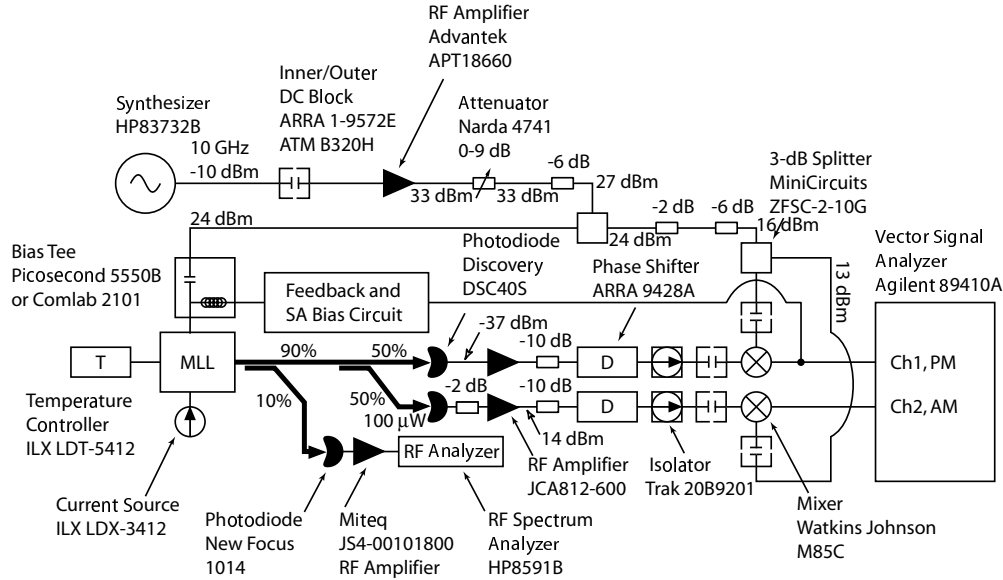 RF Amplifier
Advantek
APT18660
Inner/Outer
DC Block
ARRA 1-9572E
ATM B320H
Synthesizer
HP83732B
10 GHz
-10 dBm
Attenuator
Narda 4741
0-9 dB
33 dBm
33 dBm
-6 dB
27 dBm
3-dB Splitter
MiniCircuits
ZFSC-2-10G
-2 dB
-6 dB
16 dBm
24 dBm
24 dBm
13 dBm
Bias Tee
Picosecond 5550B
or Comlab 2101
Photodiode
Discovery
DSC40S
Phase Shifter
ARRA 9428A
Vector Signal
Analyzer
Agilent 89410A
Feedback and
SA Bias Circuit
-37 dBm
-10 dB
T
MLL
90%
50%
D
Ch1, PM
10%
50%
100 μW
-2 dB
-10 dB
D
Ch2, AM
14 dBm
Temperature
Controller
ILX LDT-5412
RF Analyzer
RF Amplifier
JCA812-600
Isolator
Trak 20B9201
Current Source
ILX LDX-3412
Photodiode
New Focus
1014
Miteq
JS4-00101800
RF Amplifier
RF Spectrum
Analyzer
HP8591B
Mixer
Watkins Johnson
M85C